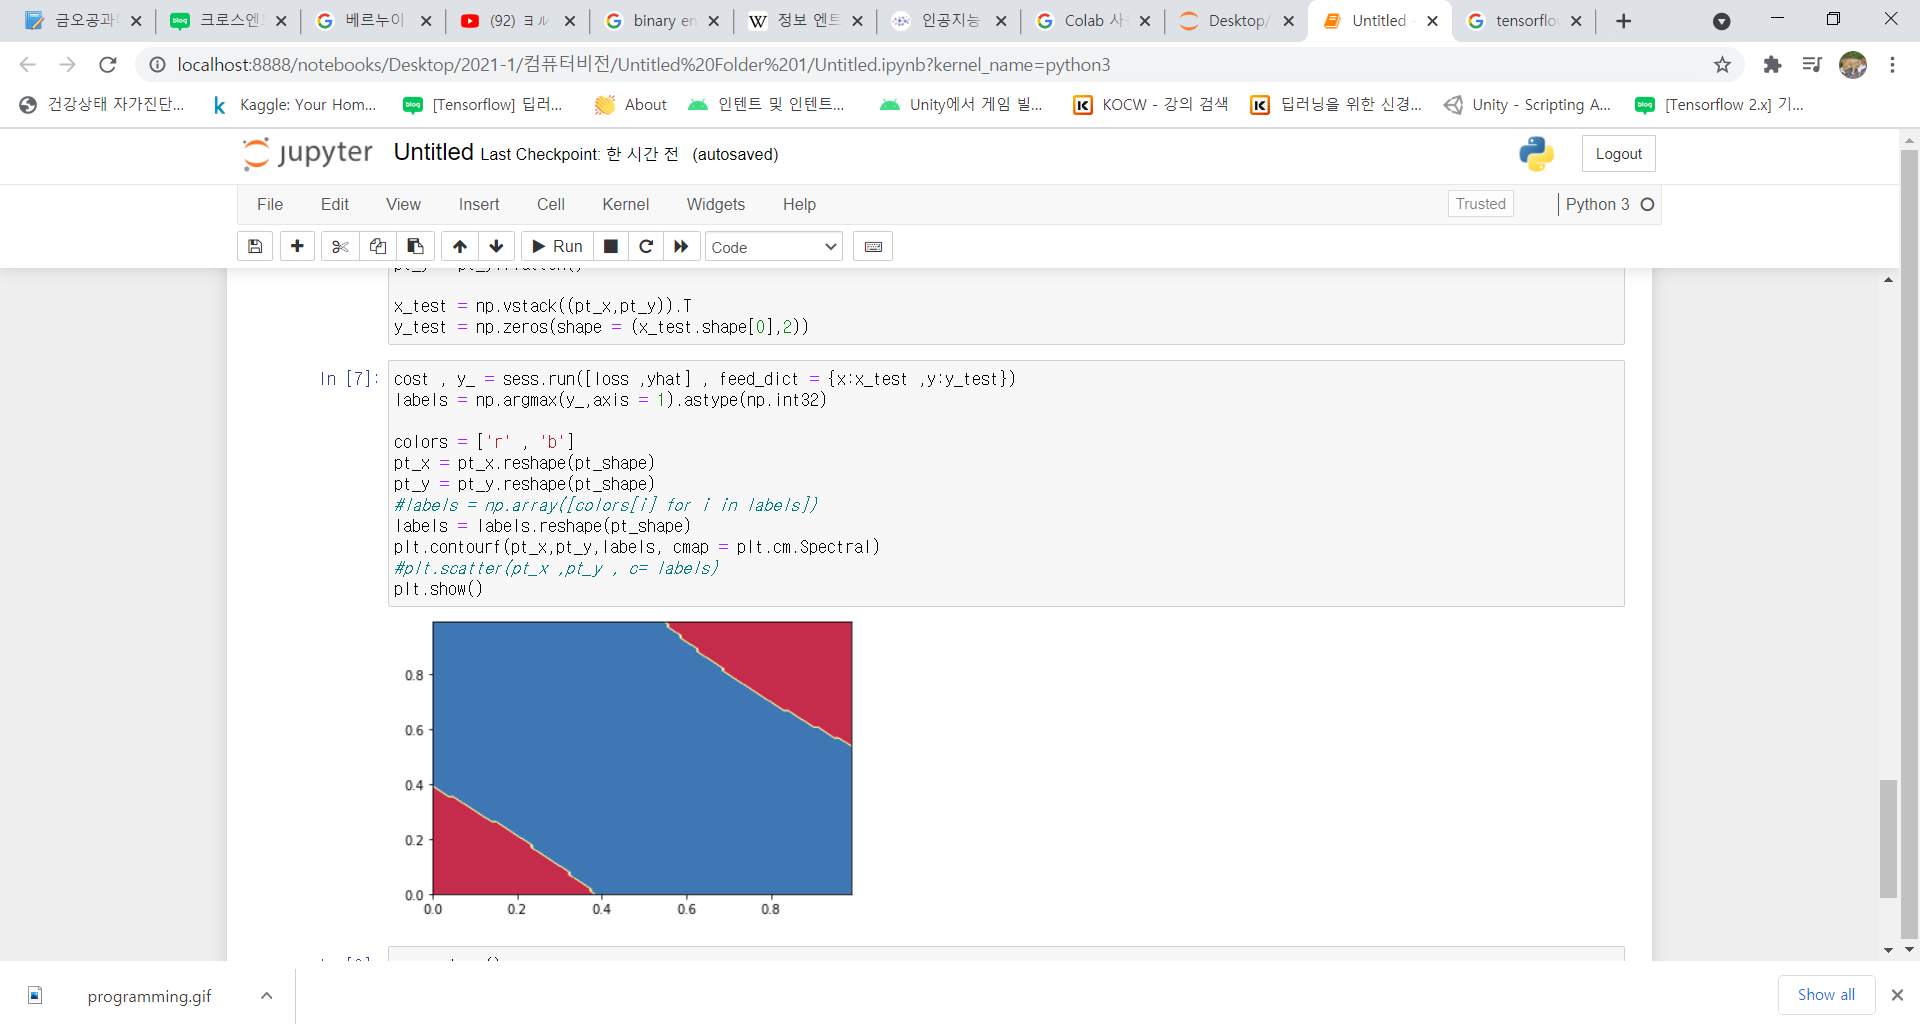 금오공과대
크로스엔트
베르누이
(92) ヨル
binary en
W 정보 엔트
인공지능
Colab 사용
Desktop/
Untitled -
tensorflow
localhost:8888/notebooks/Desktop/2021-1/컴퓨터비전/Untitled%20Folder%201/Untitled.ipynb?kernel_name=python3
건강상태 자가진단...
Kaggle: Your Hom...
blog [Tensorflow] 딥러...
About
인텐트 및 인텐트...
Unity에서 게임 빌...
KOCW - 강의 검색
딥러닝을 위한 신경...
Unity - Scripting A...
blog [Tensorflow 2.x] 기...
jupyter Untitled Last Checkpoint: 한 시간 전 (autosaved)
Logout
File Edit View Insert Cell Kernel Widgets Help
Trusted
Python 3
Run
Code
x_test = np.vstack((pt_x,pt_y)).T
y_test = np.zeros(shape = (x_test.shape[0],2))
In [7]:
cost , y_ = sess.run([loss ,yhat] , feed_dict = {x:x_test ,y:y_test})
labels = np.argmax(y_,axis = 1).astype(np.int32)
colors = ['r' , 'b']
pt_x = pt_x.reshape(pt_shape)
pt_y = pt_y.reshape(pt_shape)
#labels = np.array([colors[i] for i in labels])
labels = labels.reshape(pt_shape)
plt.contourf(pt_x,pt_y,labels, cmap = plt.cm.Spectral)
#plt.scatter(pt_x ,pt_y , c= labels)
plt.show()
0.8
0.6
0.4
0.2
0.0
0.0 0.2 0.4 0.6 0.8
programming.gif
Show all